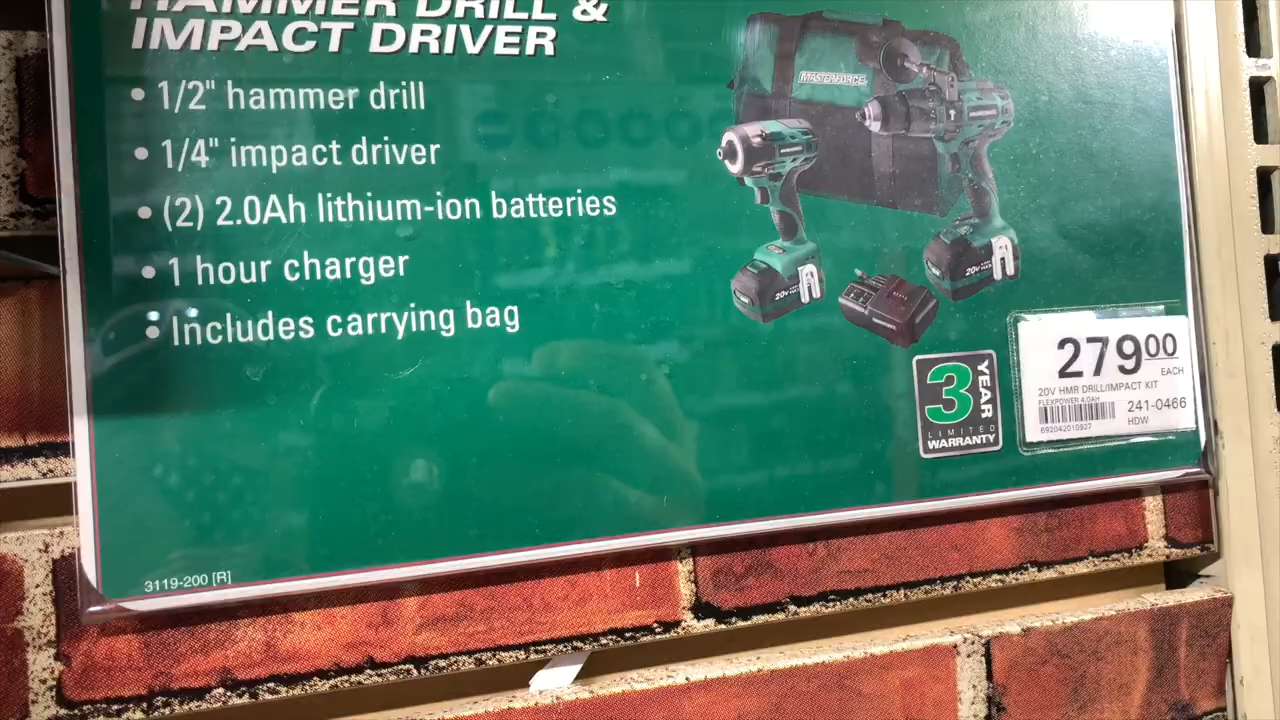 HAMMER DRILL &
IMPACT DRIVER
• 1/2" hammer drill
• 1/4" impact driver
• (2) 2.0Ah lithium-ion batteries
• 1 hour charger
• Includes carrying bag
MASTERFORCE
20V
20V
3 YEAR
LIMITED
WARRANTY
279 00
EACH
20V HMR DRILL/IMPACT KIT
FLEXPOWER 4.0AH
241-0466
HDW
692042010927
3119-200 [R]